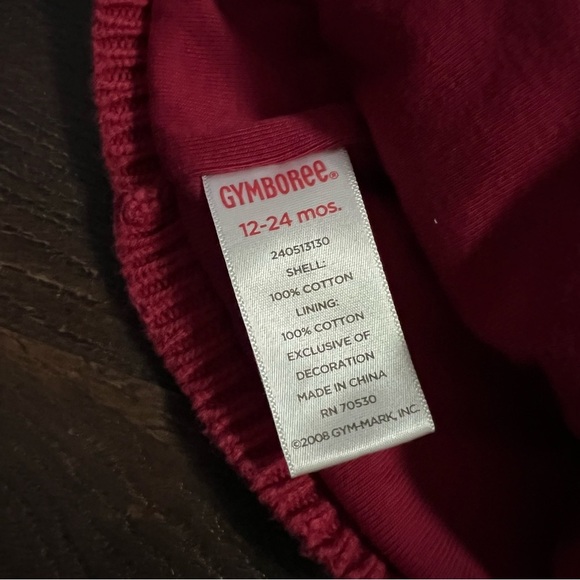 GYMBOREE®
12-24 mos.
240513130
SHELL:
100% COTTON
LINING:
100% COTTON
EXCLUSIVE OF
DECORATION
MADE IN CHINA
RN 70530
©2008 GYM-MARK, INC.